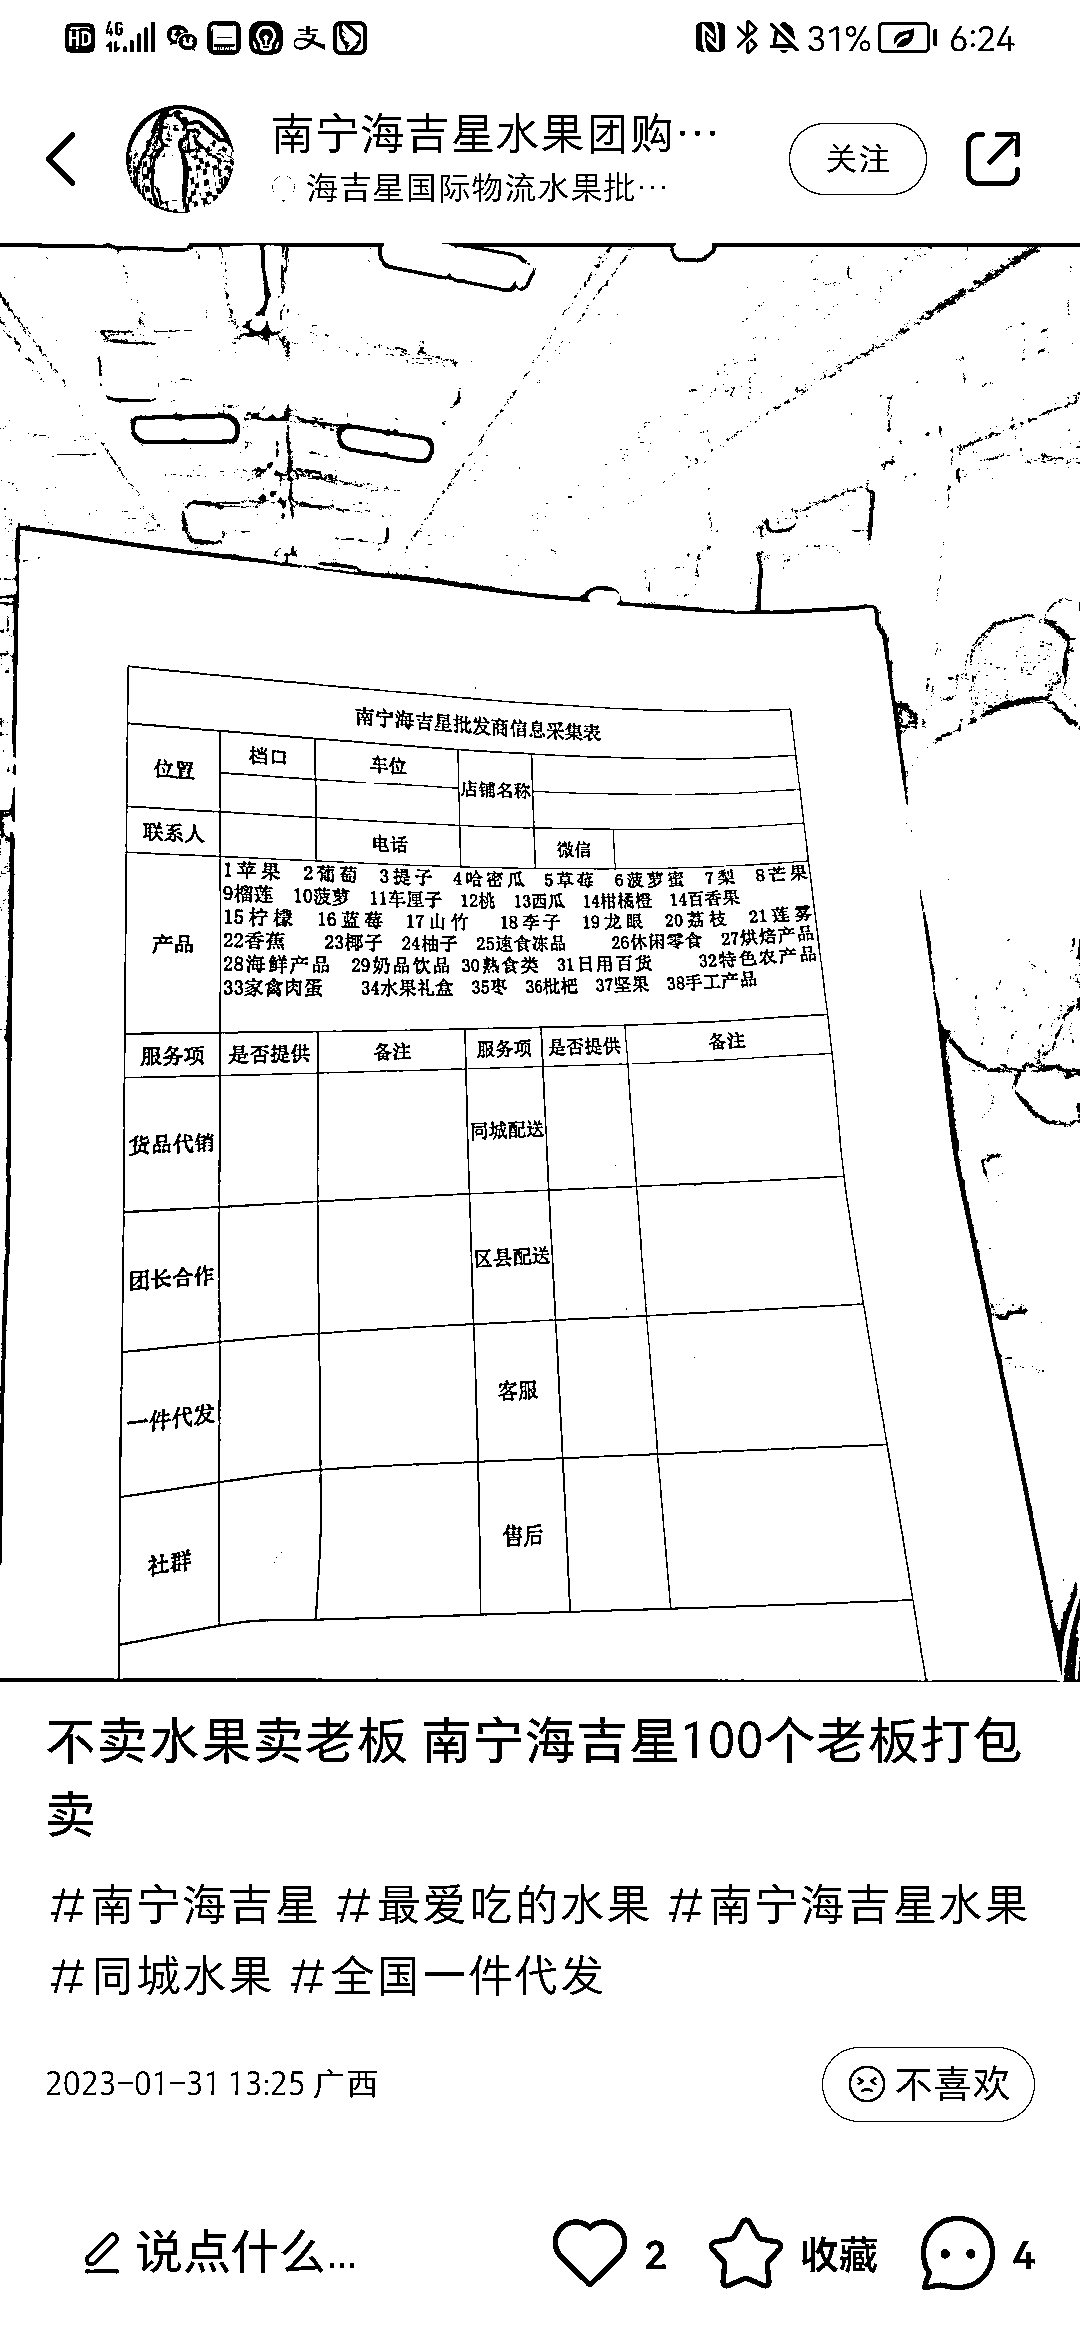 HD 4G 支 31% 6:24
南宁海吉星水果团购… 关注
海吉星国际物流水果批…
南宁海吉星批发商信息采集表
位置 档口 车位 店铺名称
联系人 电话 微信
产品
1苹果 2葡萄 3提子 4哈密瓜 5草莓 6菠萝蜜 7梨 8芒果
9榴莲 10菠萝 11车厘子 12桃 13西瓜 14柑橘橙 14百香果
15柠檬 16蓝莓 17山竹 18李子 19龙眼 20荔枝 21莲雾
22香蕉 23椰子 24柚子 25速食冻品 26休闲零食 27烘焙产品
28海鲜产品 29奶品饮品 30熟食类 31日用百货 32特色农产品
33家禽肉蛋 34水果礼盒 35枣 36枇杷 37坚果 38手工产品
服务项 是否提供 备注 服务项 是否提供 备注
货品代销 同城配送
团长合作 区县配送
一件代发 客服
社群 售后
不卖水果卖老板 南宁海吉星100个老板打包
卖
#南宁海吉星 #最爱吃的水果 #南宁海吉星水果
#同城水果 #全国一件代发
2023-01-31 13:25 广西 不喜欢
说点什么... 2 收藏 4